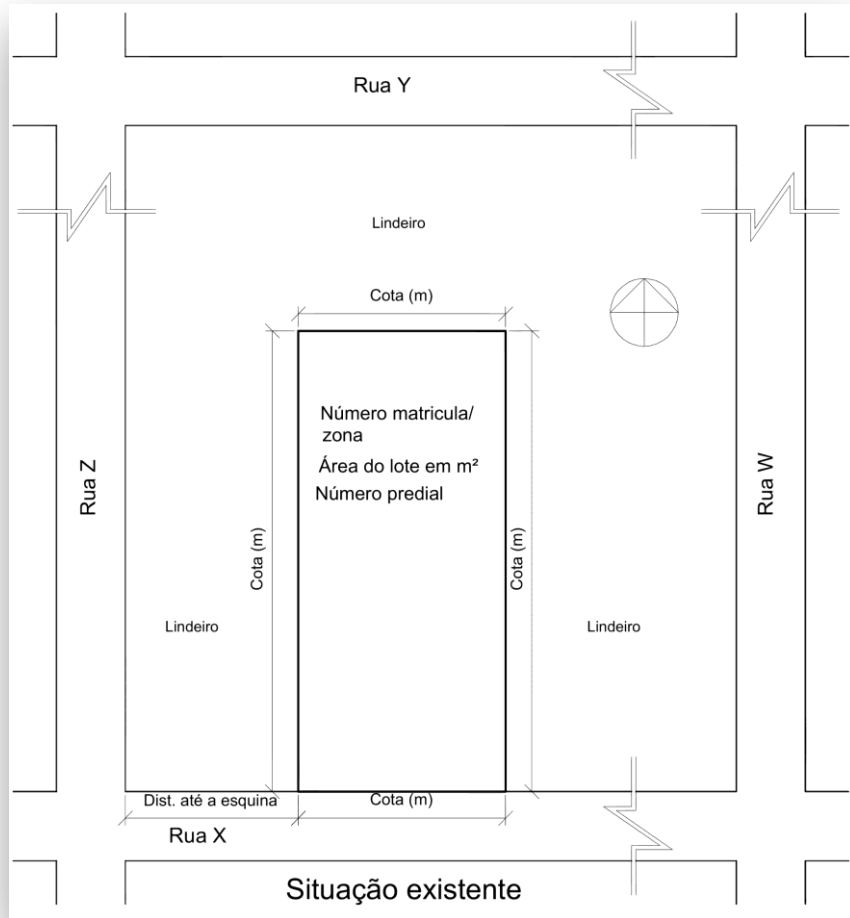 Rua Y
Lindeiro
Cota (m)
Número matricula/
zona
Área do lote em m²
Número predial
Rua Z
Rua W
Cota (m)
Cota (m)
Lindeiro
Lindeiro
Dist. até a esquina
Cota (m)
Rua X
Situação existente